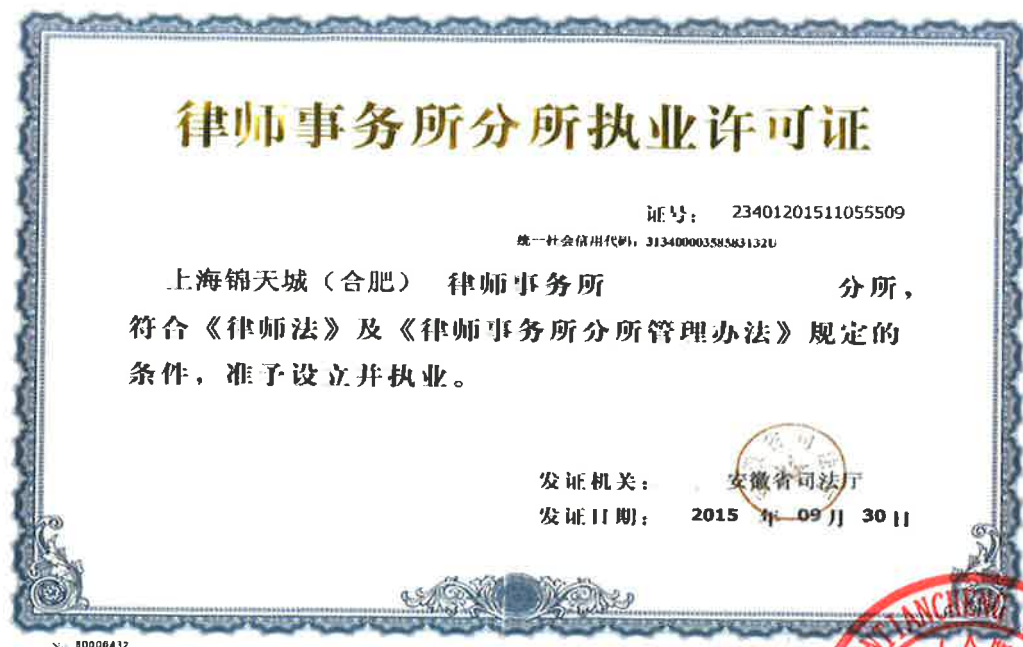 律师事务所分所执业许可证
证号： 23401201511055509
统一社会信用代码：31340000358583132U
上海锦天城（合肥） 律师事务所 分所，
符合《律师法》及《律师事务所分所管理办法》规定的
条件，准予设立并执业。
发证机关： 安徽省司法厅
发证日期： 2015 年 09 月 30 日
No. 80006432